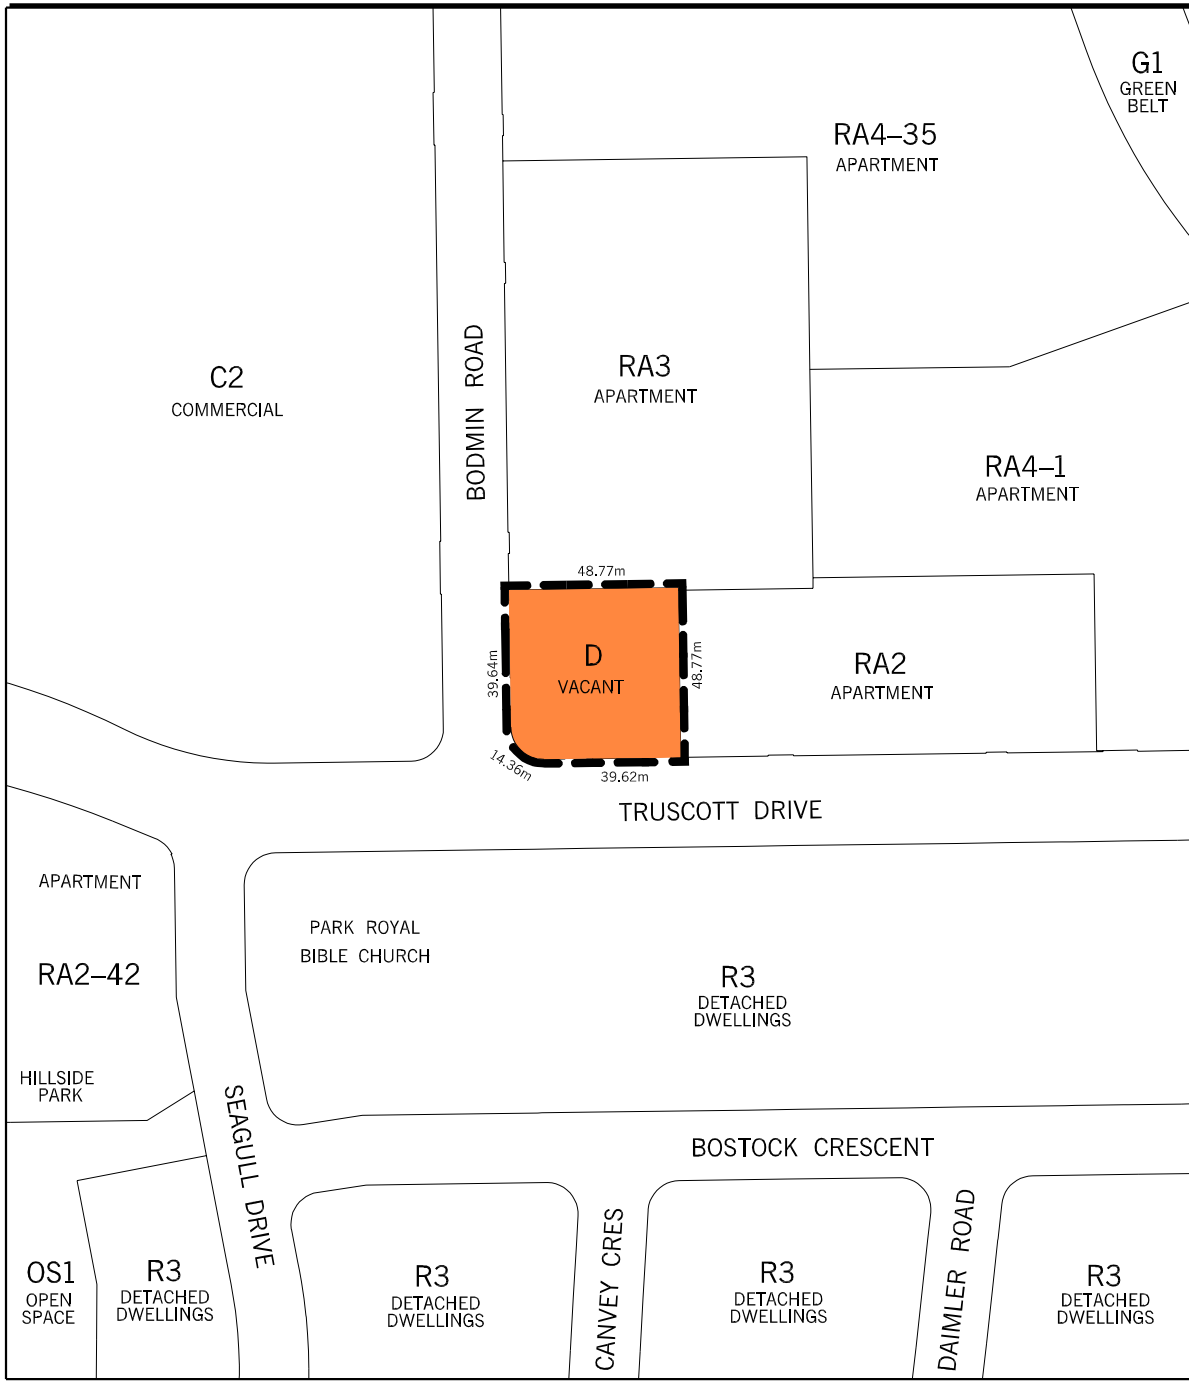 G1
GREEN
BELT
RA4–35
APARTMENT
C2
COMMERCIAL
BODMIN ROAD
RA3
APARTMENT
RA4–1
APARTMENT
48.77m
39.64m
D
VACANT
48.77m
RA2
APARTMENT
14.36m
39.62m
TRUSCOTT DRIVE
APARTMENT
RA2–42
HILLSIDE
PARK
PARK ROYAL
BIBLE CHURCH
R3
DETACHED
DWELLINGS
SEAGULL DRIVE
BOSTOCK CRESCENT
OS1
OPEN
SPACE
R3
DETACHED
DWELLINGS
R3
DETACHED
DWELLINGS
CANVEY CRES
R3
DETACHED
DWELLINGS
DAIMLER ROAD
R3
DETACHED
DWELLINGS